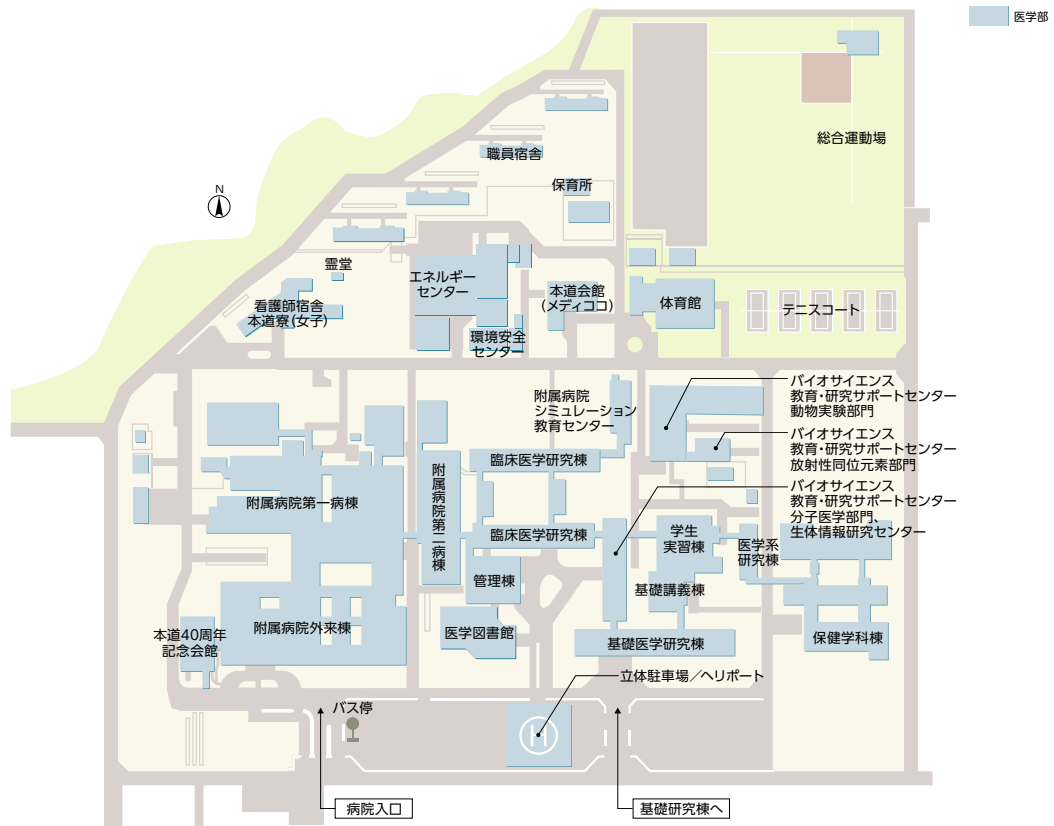 医学部
総合運動場
職員宿舎
保育所
N
霊堂
エネルギー
センター
本道会館
(メディココ)
体育館
テニスコート
看護師宿舎
本道寮(女子)
環境安全
センター
附属病院
シミュレーション
教育センター
バイオサイエンス
教育・研究サポートセンター
動物実験部門
バイオサイエンス
教育・研究サポートセンター
放射性同位元素部門
バイオサイエンス
教育・研究サポートセンター
分子医学部門、
生体情報研究センター
附属病院第一病棟
附属病院第二病棟
臨床医学研究棟
臨床医学研究棟
学生
実習棟
医学系
研究棟
管理棟
基礎講義棟
本道40周年
記念会館
附属病院外来棟
医学図書館
基礎医学研究棟
保健学科棟
立体駐車場/ヘリポート
バス停
H
病院入口
基礎研究棟へ